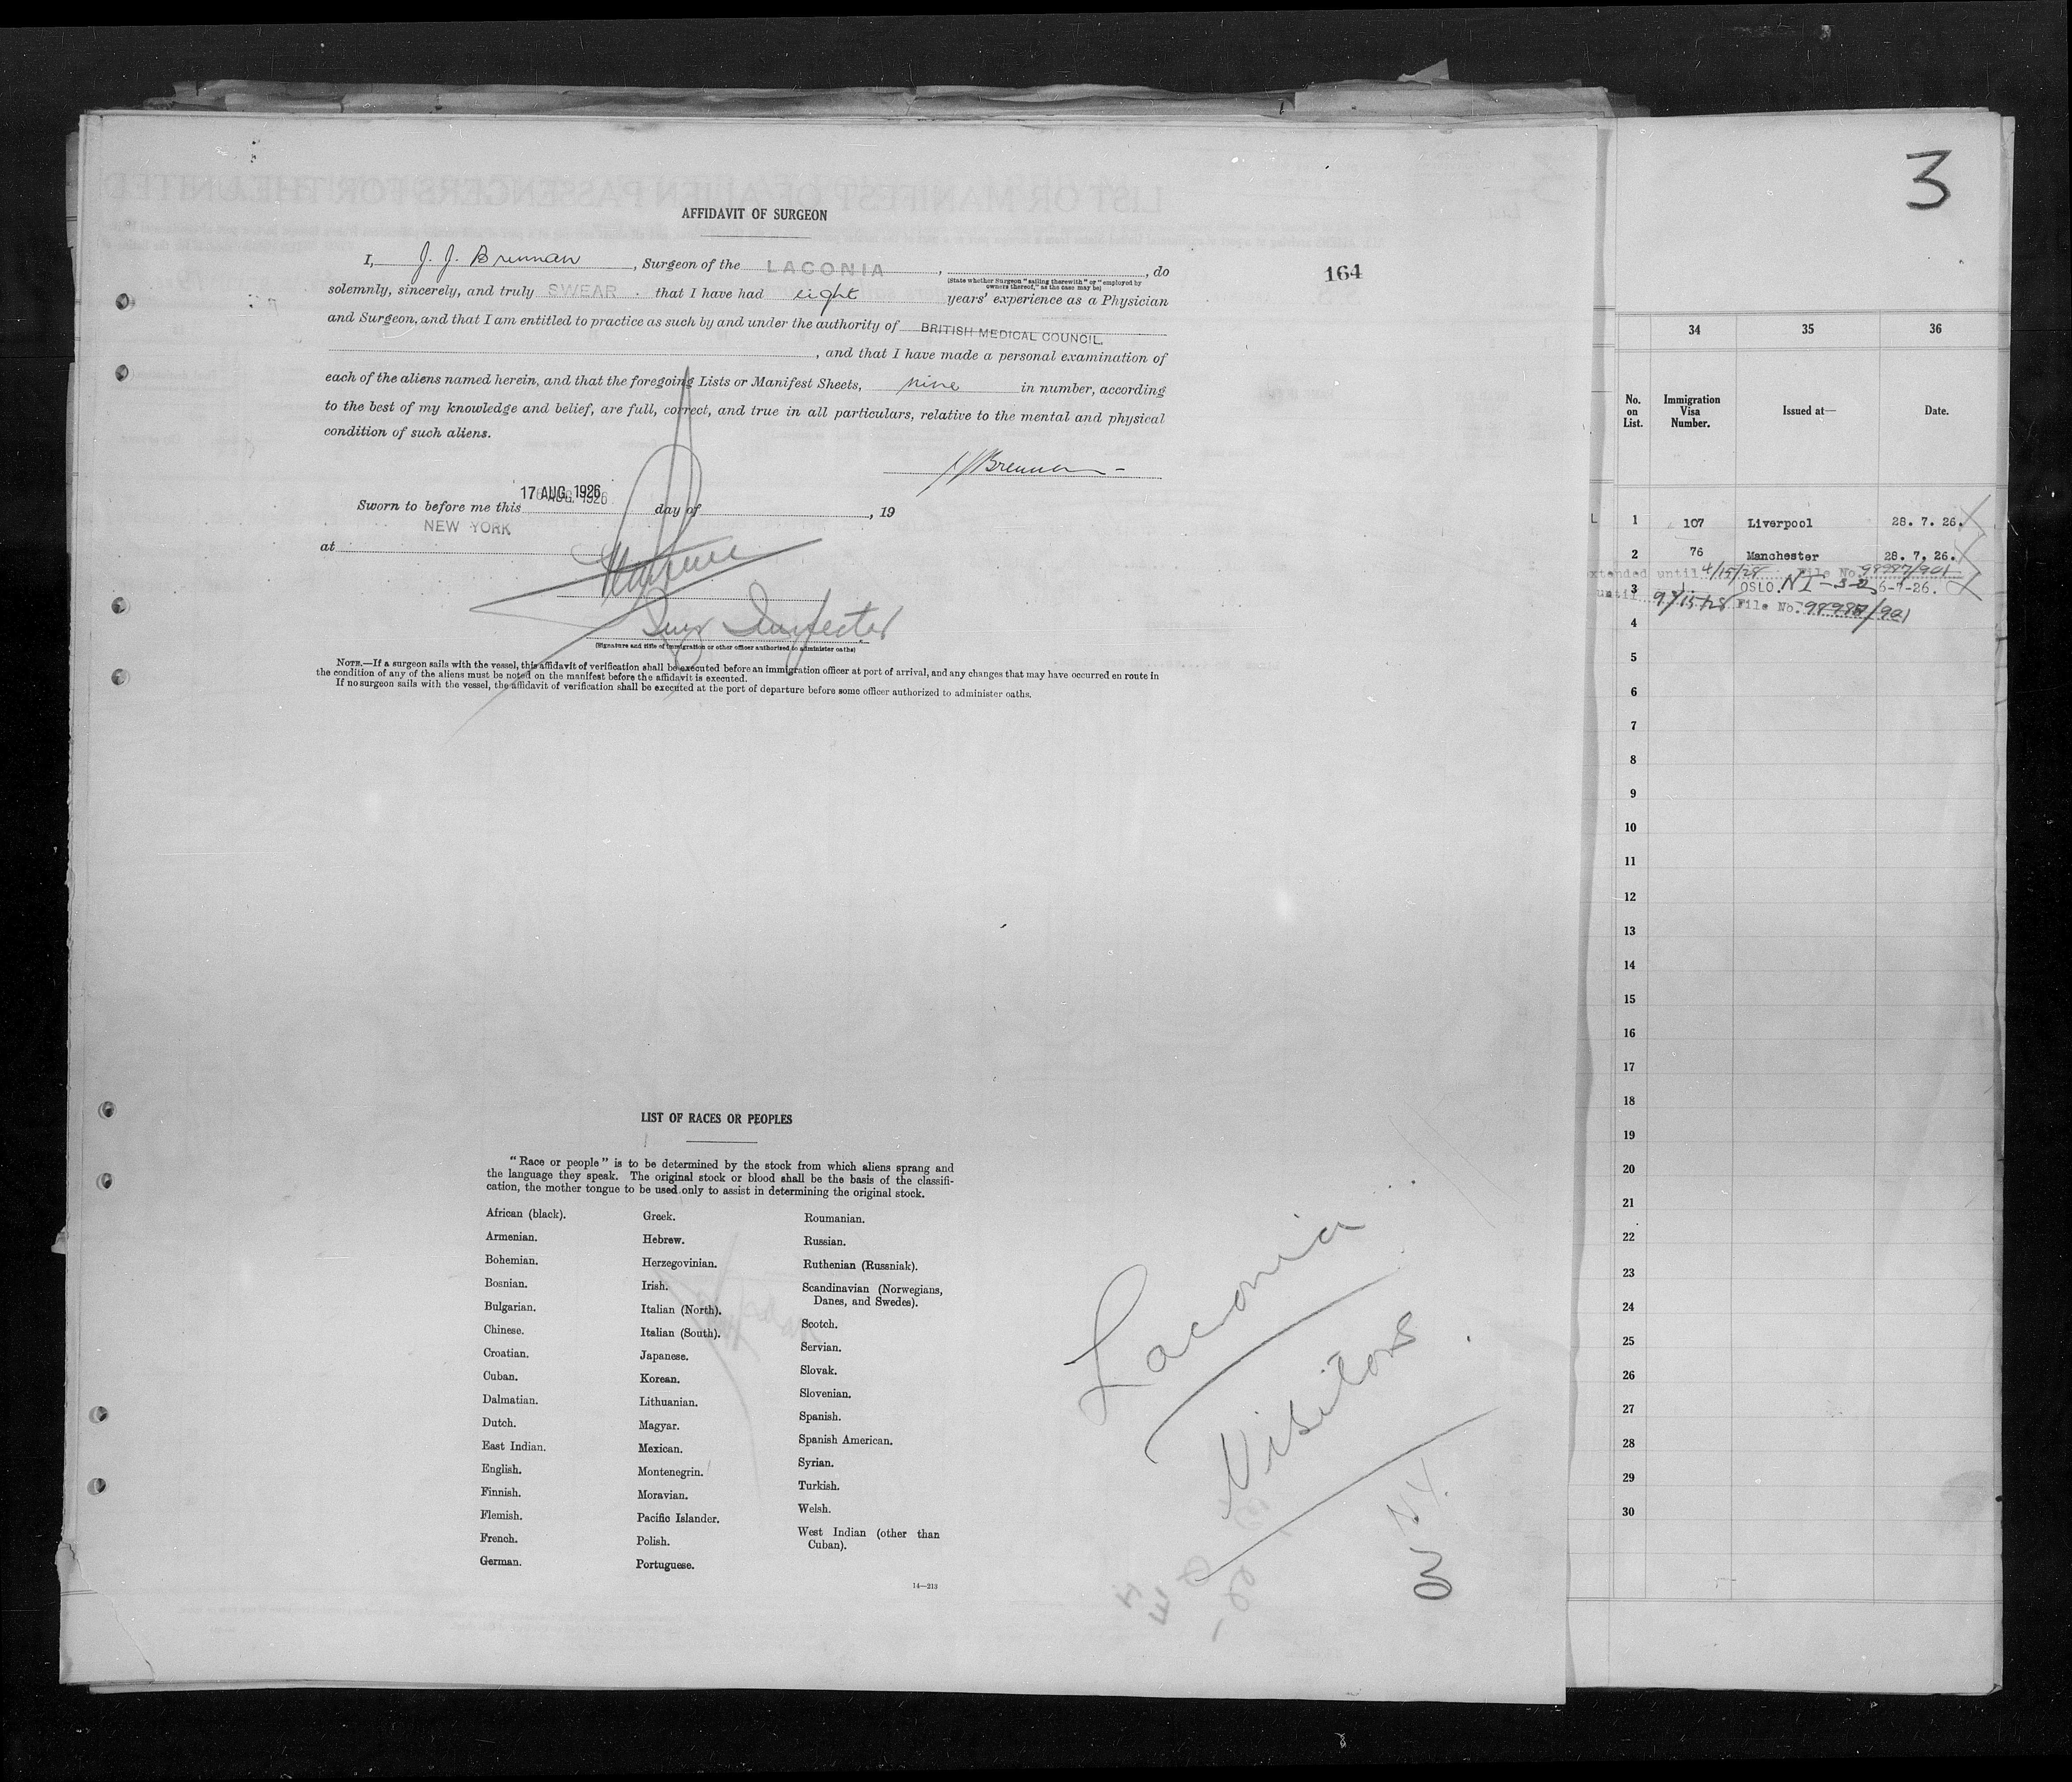 3
164
AFFIDAVIT OF SURGEON
I, J. J. Brennan, Surgeon of the LACONIA, , do
(State whether Surgeon "sailing therewith" or "employed by
owners thereof," as the case may be)
solemnly, sincerely, and truly SWEAR that I have had eight years' experience as a Physician
and Surgeon, and that I am entitled to practice as such by and under the authority of BRITISH MEDICAL COUNCIL.
, and that I have made a personal examination of
each of the aliens named herein, and that the foregoing Lists or Manifest Sheets, nine in number, according
to the best of my knowledge and belief, are full, correct, and true in all particulars, relative to the mental and physical
condition of such aliens.
JJBrennan
17 AUG. 1926
Sworn to before me this day of , 19
NEW YORK
at
(Signature and title of immigration or other officer authorized to administer oaths)
NOTE.—If a surgeon sails with the vessel, this affidavit of verification shall be executed before an immigration officer at port of arrival, and any changes that may have occurred en route in
the condition of any of the aliens must be noted on the manifest before the affidavit is executed.
If no surgeon sails with the vessel, the affidavit of verification shall be executed at the port of departure before some officer authorized to administer oaths.
LIST OF RACES OR PEOPLES
"Race or people" is to be determined by the stock from which aliens sprang and
the language they speak. The original stock or blood shall be the basis of the classifi-
cation, the mother tongue to be used only to assist in determining the original stock.
African (black).
Armenian.
Bohemian.
Bosnian.
Bulgarian.
Chinese.
Croatian.
Cuban.
Dalmatian.
Dutch.
East Indian.
English.
Finnish.
Flemish.
French.
German.
Greek.
Hebrew.
Herzegovinian.
Irish.
Italian (North).
Italian (South).
Japanese.
Korean.
Lithuanian.
Magyar.
Mexican.
Montenegrin.
Moravian.
Pacific Islander.
Polish.
Portuguese.
Roumanian.
Russian.
Ruthenian (Russniak).
Scandinavian (Norwegians,
Danes, and Swedes).
Scotch.
Servian.
Slovak.
Slovenian.
Spanish.
Spanish American.
Syrian.
Turkish.
Welsh.
West Indian (other than
Cuban).
14—213
Laconia
Visitors
34 35 36
No.
on
List.
Immigration
Visa
Number.
Issued at—
Date.
1 107 Liverpool 28. 7. 26.
2 76 Manchester 28. 7. 26.
xtended until 4/15/28 File No. 98987/901
3 OSLO. 6-7-26.
until 9/15/28 File No. 98987/901
4
5
6
7
8
9
10
11
12
13
14
15
16
17
18
19
20
21
22
23
24
25
26
27
28
29
30